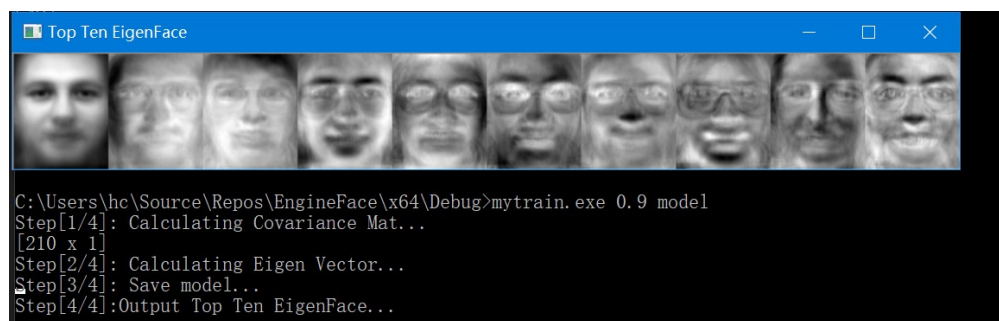 Top Ten EigenFace
C:\Users\hc\Source\Repos\EngineFace\x64\Debug>mytrain.exe 0.9 model
Step[1/4]: Calculating Covariance Mat...
[210 x 1]
Step[2/4]: Calculating Eigen Vector...
Step[3/4]: Save model...
Step[4/4]:Output Top Ten EigenFace...